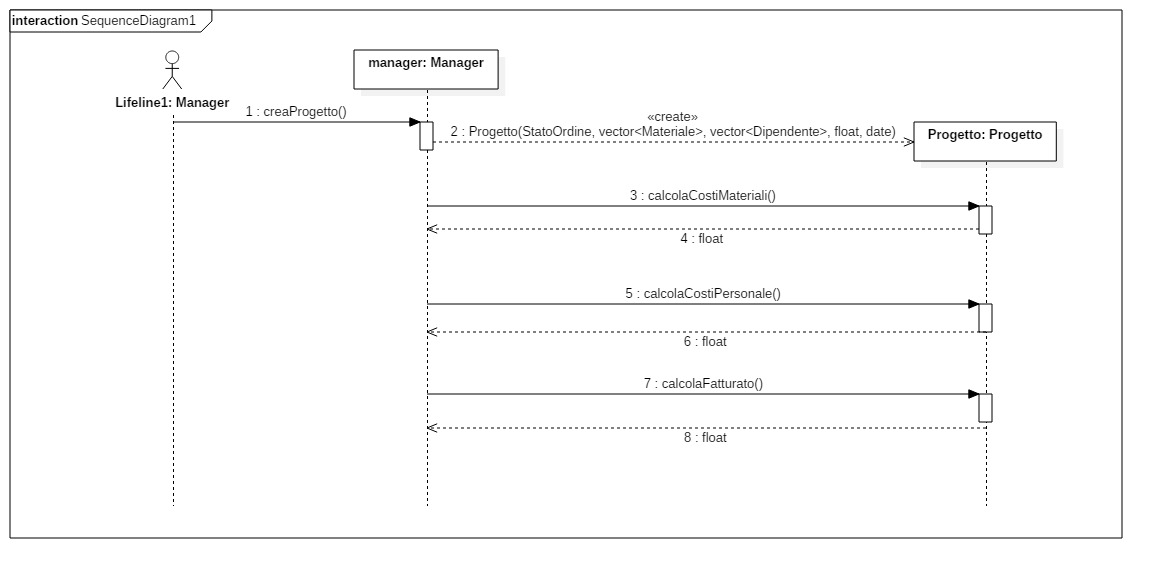 interaction SequenceDiagram1
manager: Manager
Lifeline1: Manager
1 : creaProgetto()
«create»
2 : Progetto(StatoOrdine, vector<Materiale>, vector<Dipendente>, float, date)
Progetto: Progetto
3 : calcolaCostiMateriali()
4 : float
5 : calcolaCostiPersonale()
6 : float
7 : calcolaFatturato()
8 : float